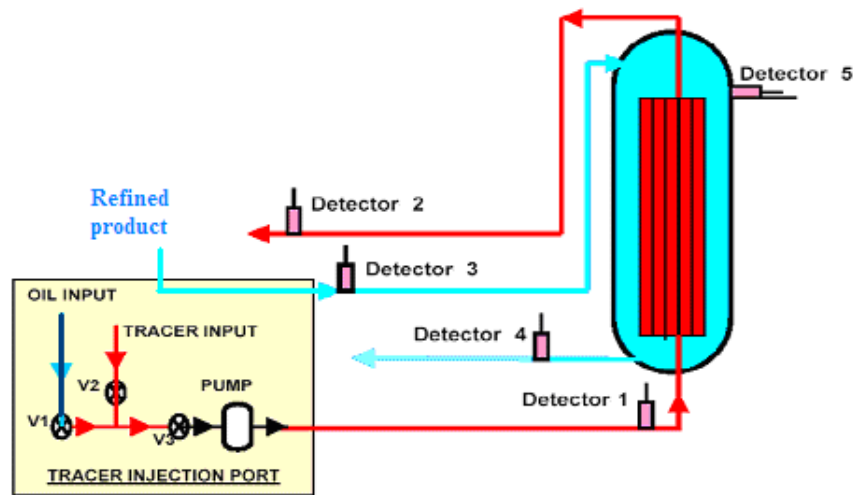 Detector 5
Detector 2
Refined
product
Detector 3
OIL INPUT
TRACER INPUT
Detector 4
V2
PUMP
Detector 1
V1
V3
TRACER INJECTION PORT